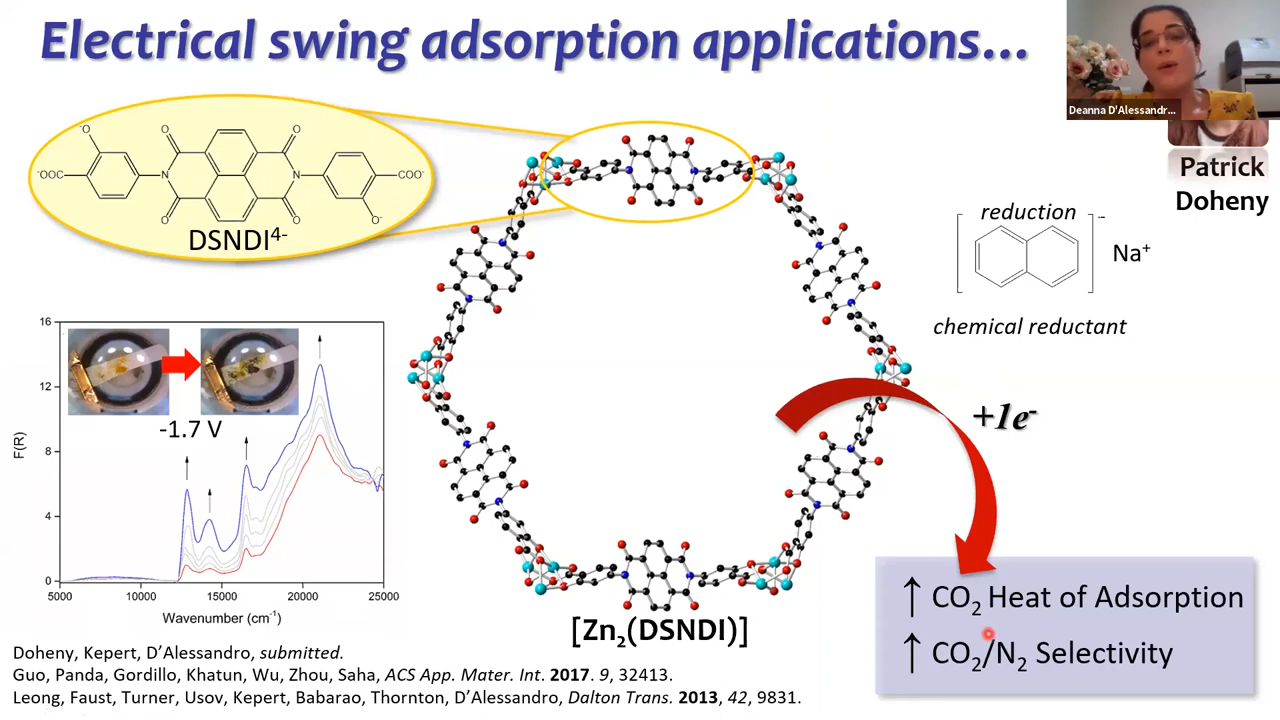 Electrical swing adsorption applications...
Deanna D'Alessandr...
Patrick
Doheny
O⁻
O
O
⁻OOC
N
N
COO⁻
O
O
O⁻
DSNDI⁴⁻
reduction
⁻
Na⁺
chemical reductant
-1.7 V
16
12
8
4
0
F(R)
5000
10000
15000
20000
25000
Wavenumber (cm⁻¹)
+1e⁻
[Zn₂(DSNDI)]
↑ CO₂ Heat of Adsorption
↑ CO₂/N₂ Selectivity
Doheny, Kepert, D'Alessandro, submitted.
Guo, Panda, Gordillo, Khatun, Wu, Zhou, Saha, ACS App. Mater. Int. 2017. 9, 32413.
Leong, Faust, Turner, Usov, Kepert, Babarao, Thornton, D'Alessandro, Dalton Trans. 2013, 42, 9831.